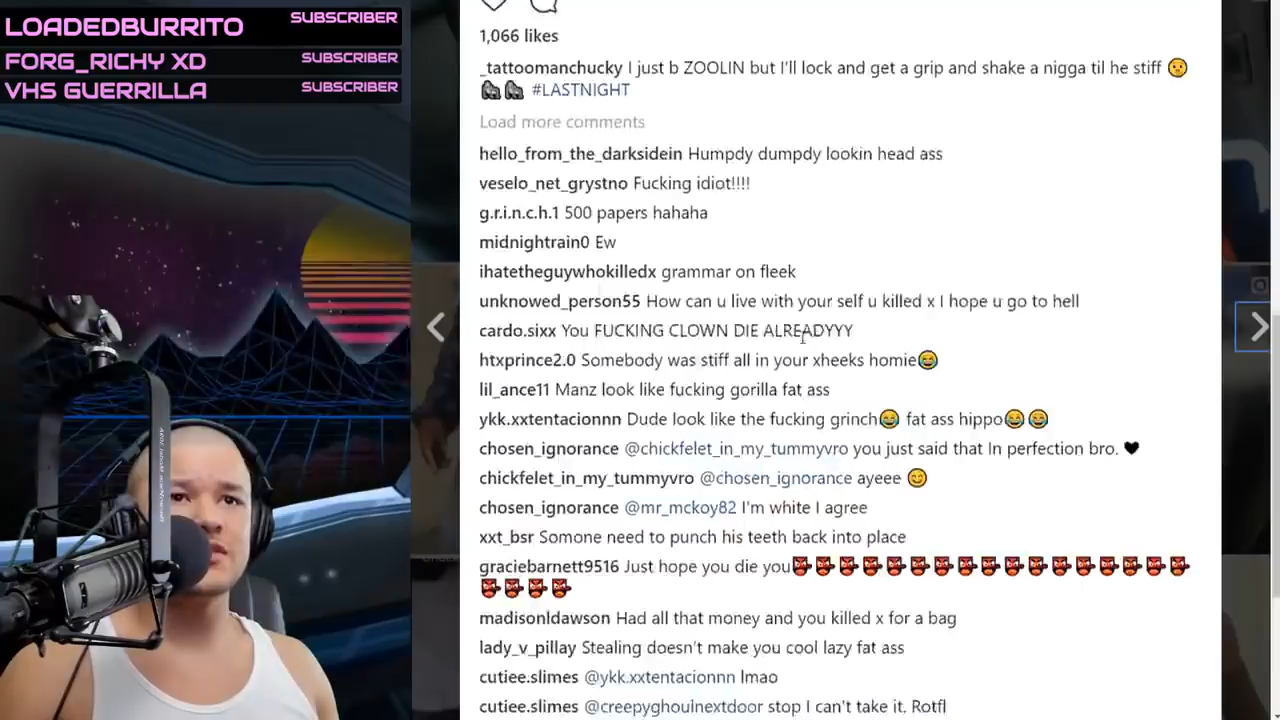 LOADEDBURRITO SUBSCRIBER
FORG_RICHY XD SUBSCRIBER
VHS GUERRILLA SUBSCRIBER
1,066 likes
_tattoomanchucky I just b ZOOLIN but I'll lock and get a grip and shake a nigga til he stiff 🤫
🦍🦍 #LASTNIGHT
Load more comments
hello_from_the_darksidein Humpdy dumpdy lookin head ass
veselo_net_grystno Fucking idiot!!!!
g.r.i.n.c.h.1 500 papers hahaha
midnightrain0 Ew
ihatetheguywhokilledx grammar on fleek
unknowed_person55 How can u live with your self u killed x I hope u go to hell
cardo.sixx You FUCKING CLOWN DIE ALREADYYY
htxprince2.0 Somebody was stiff all in your xheeks homie😂
lil_ance11 Manz look like fucking gorilla fat ass
ykk.xxtentacionnn Dude look like the fucking grinch😂 fat ass hippo😂😂
chosen_ignorance @chickfelet_in_my_tummyvro you just said that In perfection bro. ♥
chickfelet_in_my_tummyvro @chosen_ignorance ayeee 😊
chosen_ignorance @mr_mckoy82 I'm white I agree
xxt_bsr Somone need to punch his teeth back into place
graciebarnett9516 Just hope you die you👺👺👺👺👺👺👺👺👺👺👺👺👺👺👺👺👺
👺👺👺👺
madisonldawson Had all that money and you killed x for a bag
lady_v_pillay Stealing doesn't make you cool lazy fat ass
cutiee.slimes @ykk.xxtentacionnn lmao
cutiee.slimes @creepyghoulnextdoor stop I can't take it. Rotfl